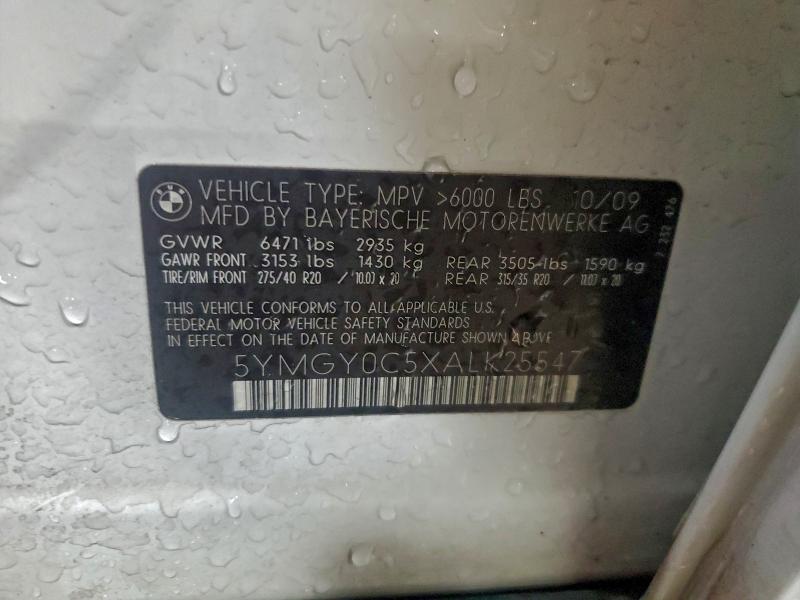 BMW
VEHICLE TYPE: MPV >6000 LBS 10/09
MFD BY BAYERISCHE MOTORENWERKE AG
GVWR 6471 lbs 2935 kg
GAWR FRONT 3153 lbs 1430 kg REAR 3505 lbs 1590 kg
TIRE/RIM FRONT 275/40 R20 / 10.0J x 20 REAR 315/35 R20 / 11.0J x 20
THIS VEHICLE CONFORMS TO ALL APPLICABLE U.S.
FEDERAL MOTOR VEHICLE SAFETY STANDARDS
IN EFFECT ON THE DATE OF MANUFACTURE SHOWN ABOVE
5YMGY0C5XALK25547